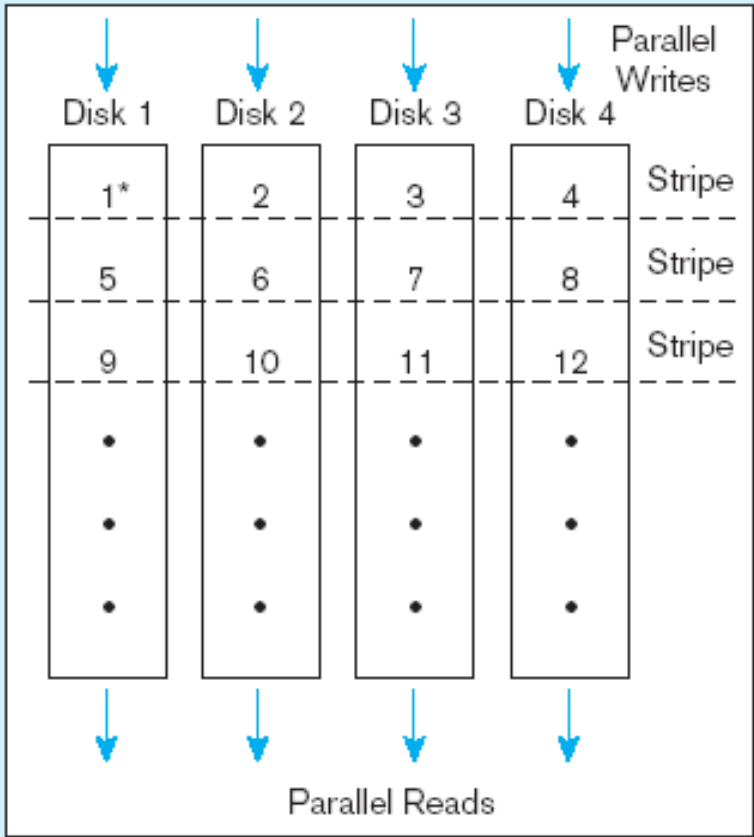 Parallel
Writes
Disk 1 Disk 2 Disk 3 Disk 4
1* 2 3 4 Stripe
5 6 7 8 Stripe
9 10 11 12 Stripe
Parallel Reads